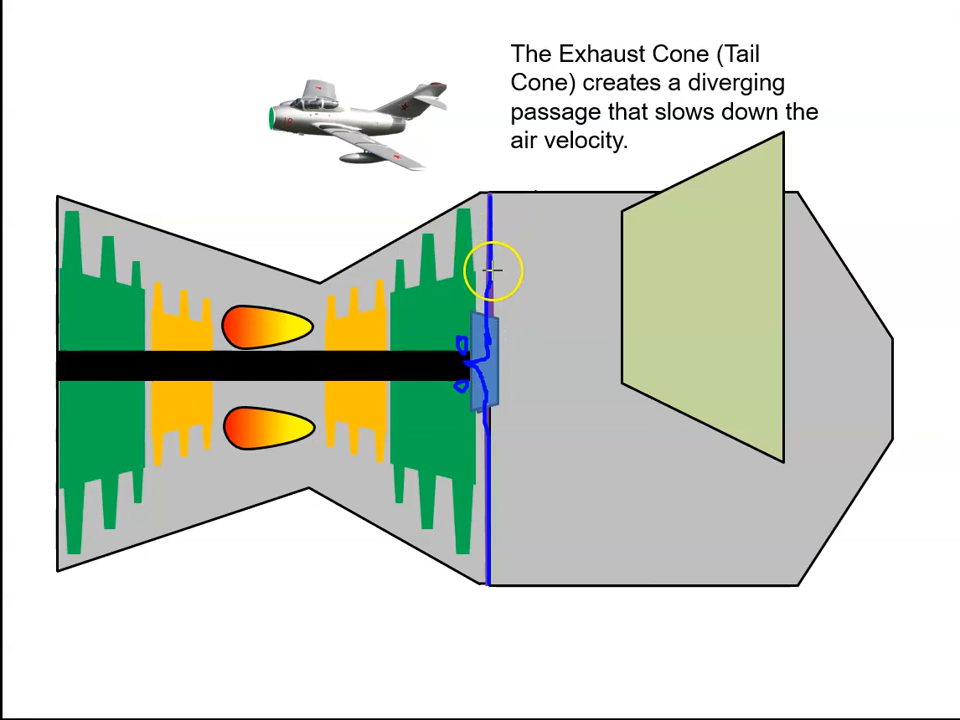 The Exhaust Cone (Tail
Cone) creates a diverging
passage that slows down the
air velocity.